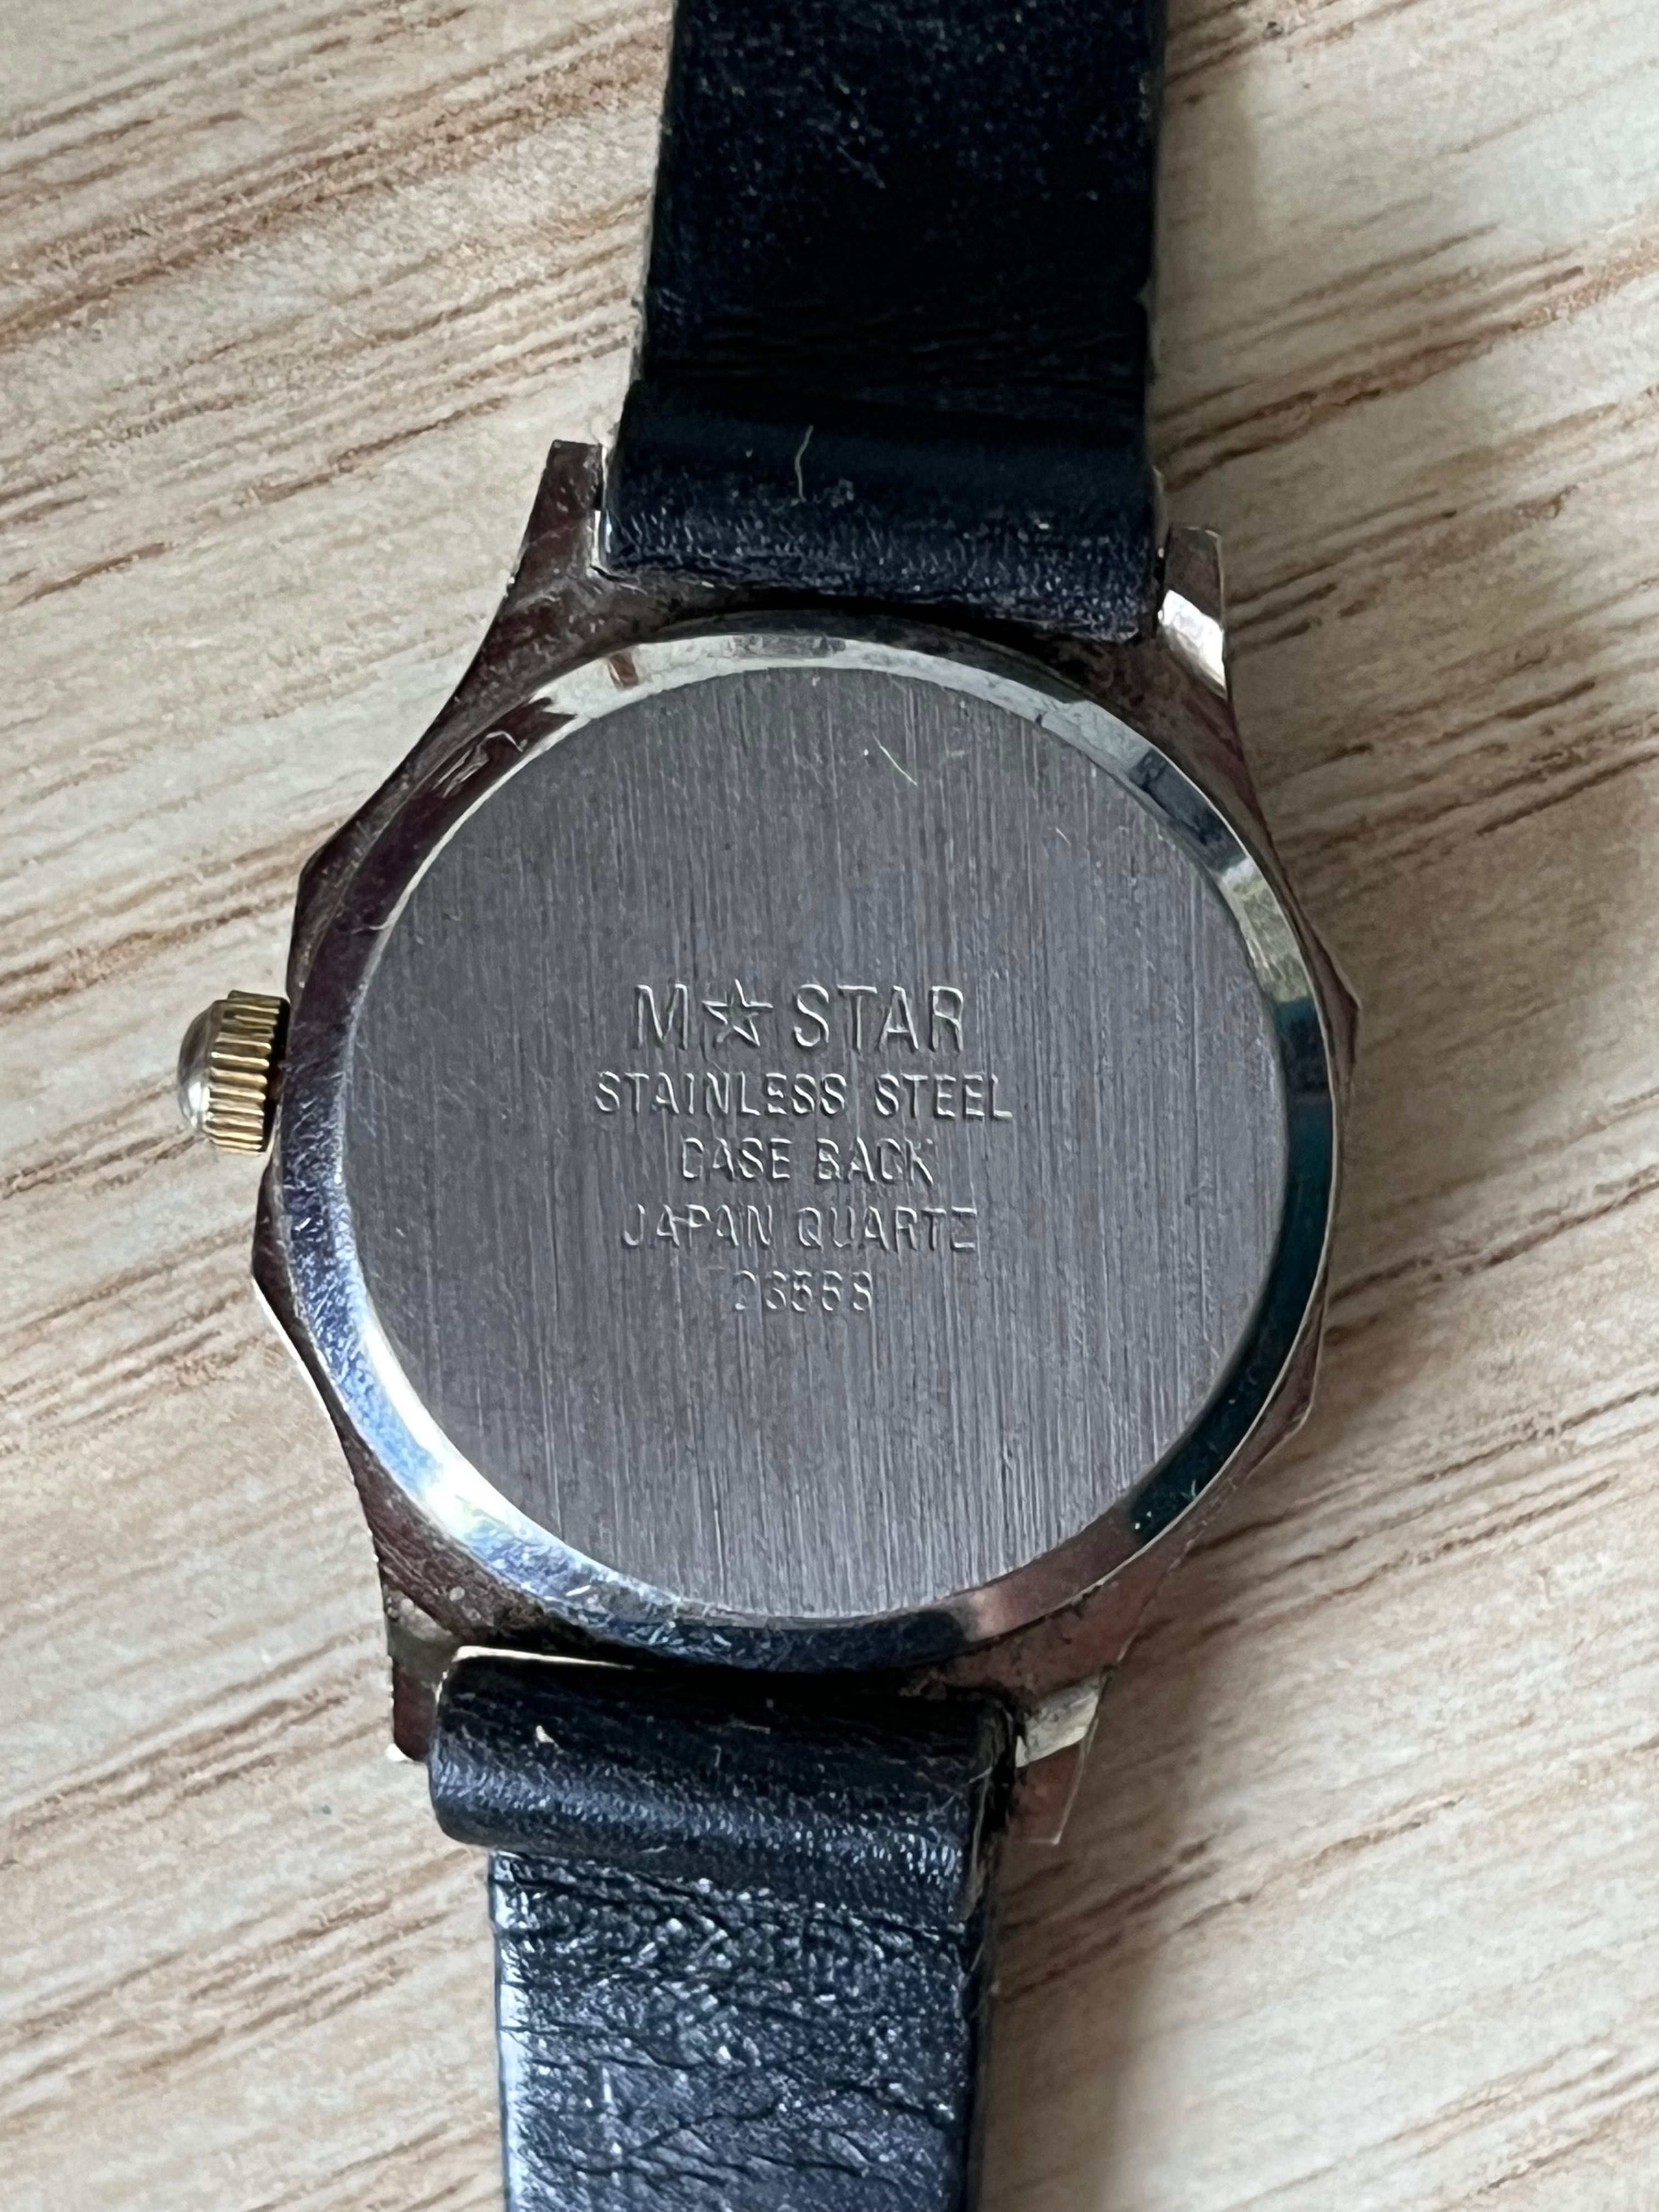 M☆STAR
STAINLESS STEEL
CASE BACK
JAPAN QUARTZ